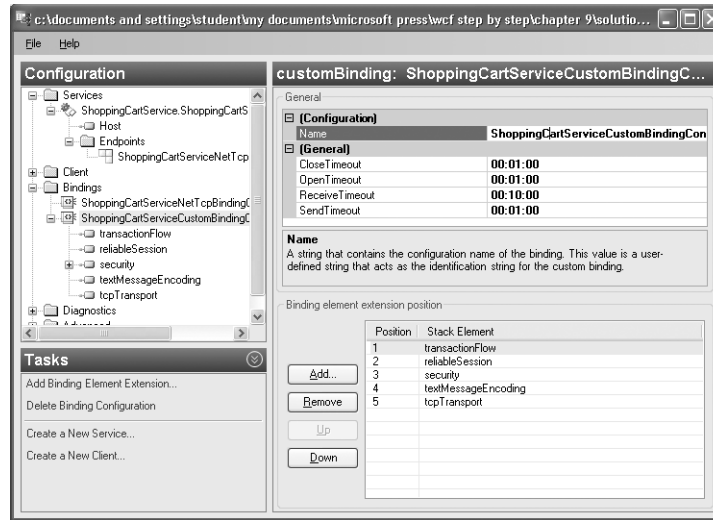 c:\documents and settings\student\my documents\microsoft press\wcf step by step\chapter 9\solutio...
File Help
Configuration
Services
ShoppingCartService.ShoppingCartS
Host
Endpoints
ShoppingCartServiceNetTcp
Client
Bindings
ShoppingCartServiceNetTcpBindingC
ShoppingCartServiceCustomBindingC
transactionFlow
reliableSession
security
textMessageEncoding
tcpTransport
Diagnostics
Advanced
Tasks
Add Binding Element Extension...
Delete Binding Configuration
Create a New Service...
Create a New Client...
customBinding: ShoppingCartServiceCustomBindingC...
General
(Configuration)
Name ShoppingCartServiceCustomBindingCon
(General)
CloseTimeout 00:01:00
OpenTimeout 00:01:00
ReceiveTimeout 00:10:00
SendTimeout 00:01:00
Name
A string that contains the configuration name of the binding. This value is a user-
defined string that acts as the identification string for the custom binding.
Binding element extension position
Position Stack Element
1 transactionFlow
2 reliableSession
3 security
4 textMessageEncoding
5 tcpTransport
Add...
Remove
Up
Down